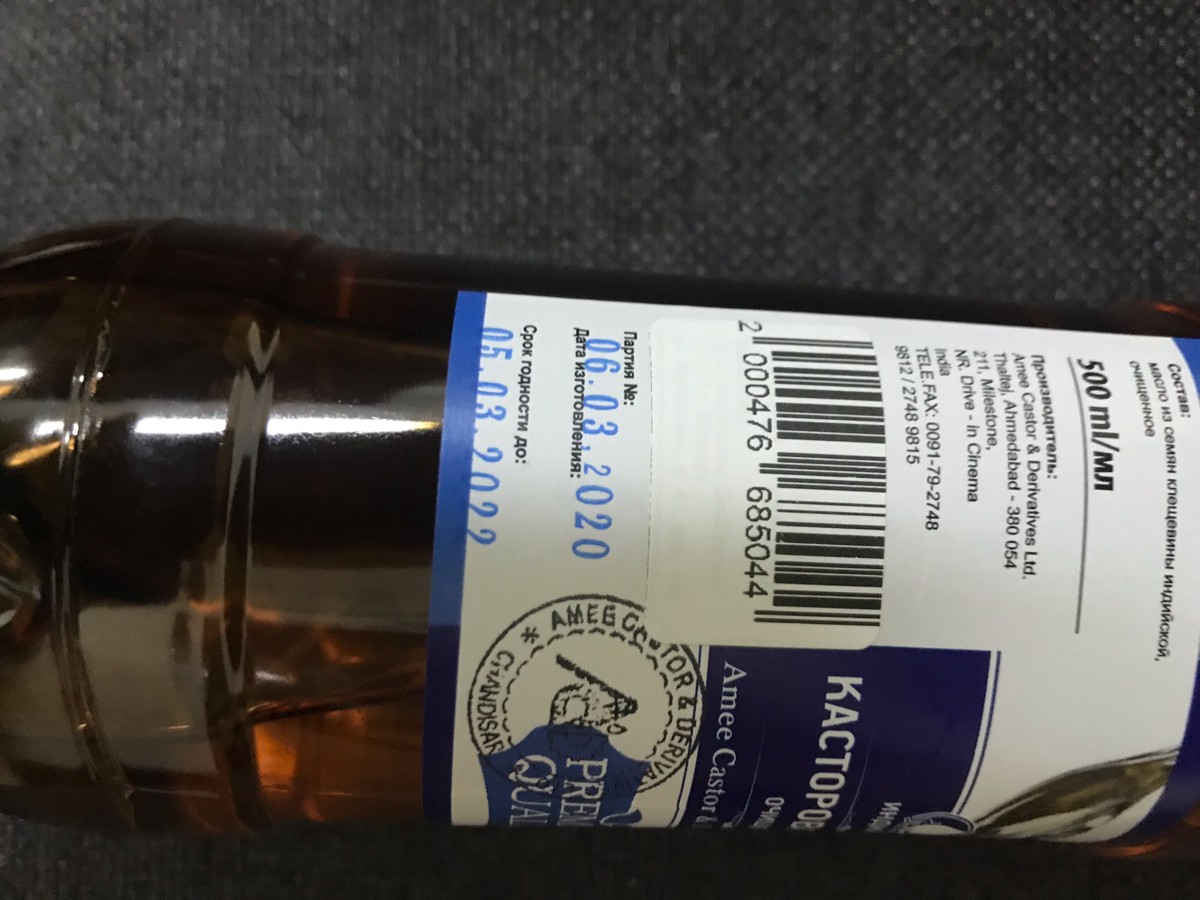 Состав:
масло из семян клещевины индийской,
очищенное
500 ml/мл
Производитель:
Amee Castor & Derivatives Ltd.
Thaltej, Ahmedabad - 380 054
211, Milestone,
NR. Drive - in Cinema
India
TELE.FAX: 0091-79-2748
9812 / 2748 9815
2 000476 685044
Партия №:
06.03.2020
Дата изготовления:
Срок годности до:
05.03.2022
Amee Castor &
PREM
QUAL